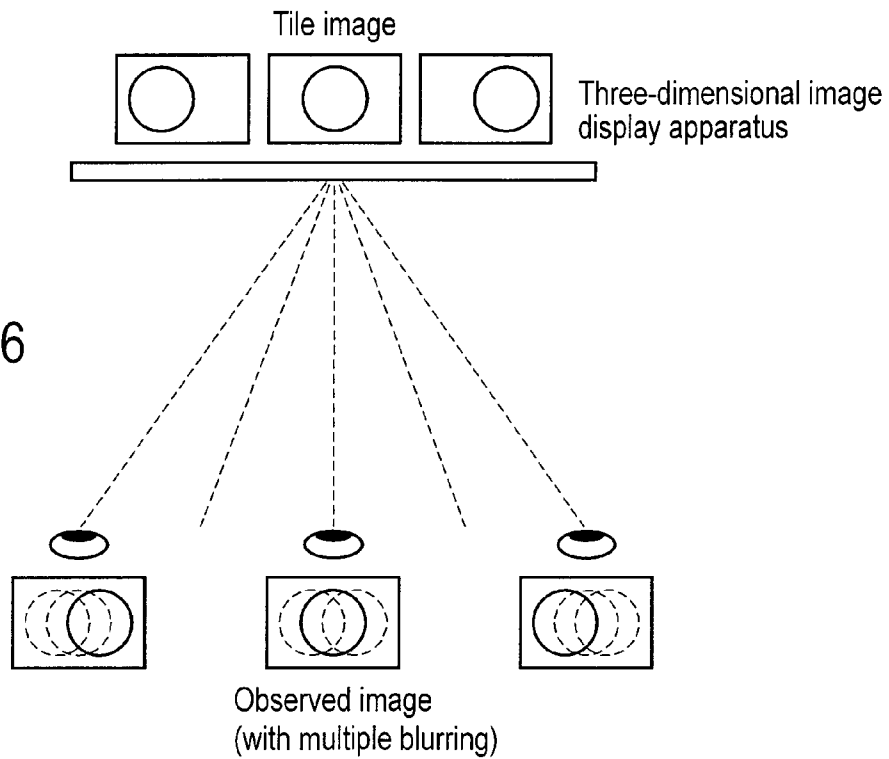 Tile image
Three-dimensional image
display apparatus
6
Observed image
(with multiple blurring)